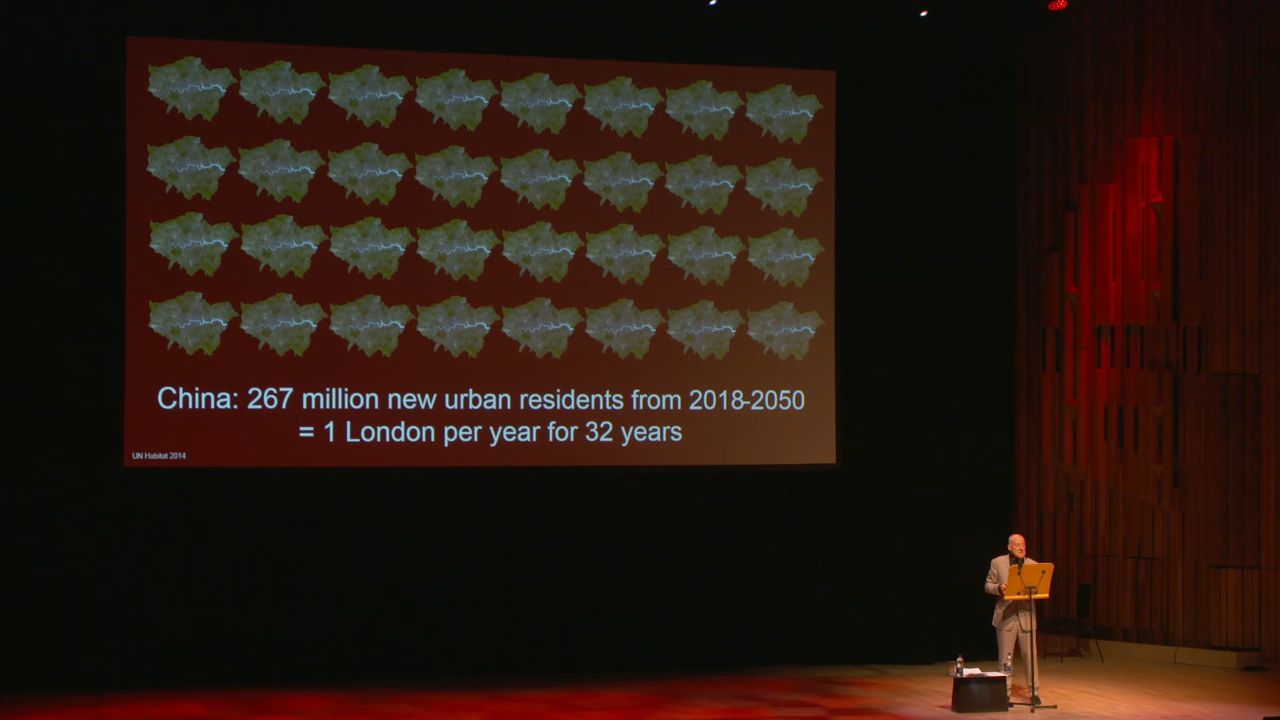 China: 267 million new urban residents from 2018-2050
= 1 London per year for 32 years
UN Habitat 2014